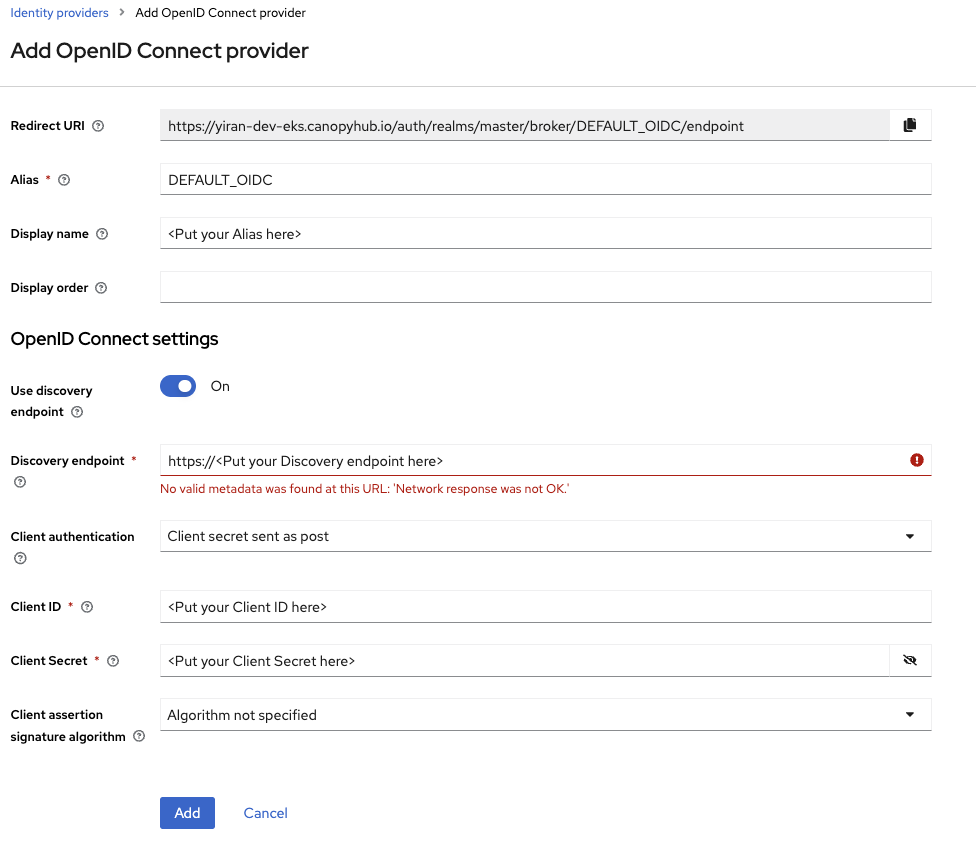 Identity providers > Add OpenID Connect provider
Add OpenID Connect provider
Redirect URI
https://yiran-dev-eks.canopyhub.io/auth/realms/master/broker/DEFAULT_OIDC/endpoint
Alias *
DEFAULT_OIDC
Display name
<Put your Alias here>
Display order
OpenID Connect settings
Use discovery
endpoint
On
Discovery endpoint *
https://<Put your Discovery endpoint here>
No valid metadata was found at this URL: 'Network response was not OK.'
Client authentication
Client secret sent as post
Client ID *
<Put your Client ID here>
Client Secret *
<Put your Client Secret here>
Client assertion
signature algorithm
Algorithm not specified
Add
Cancel